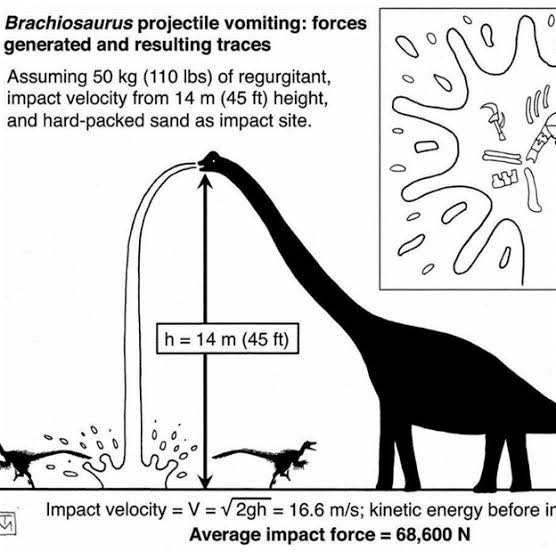 Brachiosaurus projectile vomiting: forces
generated and resulting traces
Assuming 50 kg (110 lbs) of regurgitant,
impact velocity from 14 m (45 ft) height,
and hard-packed sand as impact site.
h = 14 m (45 ft)
Impact velocity = V = √2gh = 16.6 m/s; kinetic energy before
Average impact force = 68,600 N